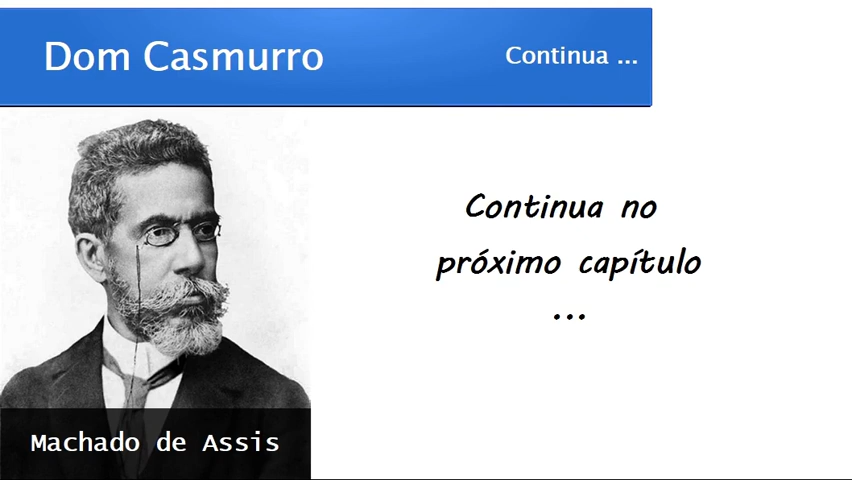 Dom Casmurro
Continua ...
Continua no
próximo capítulo
...
Machado de Assis